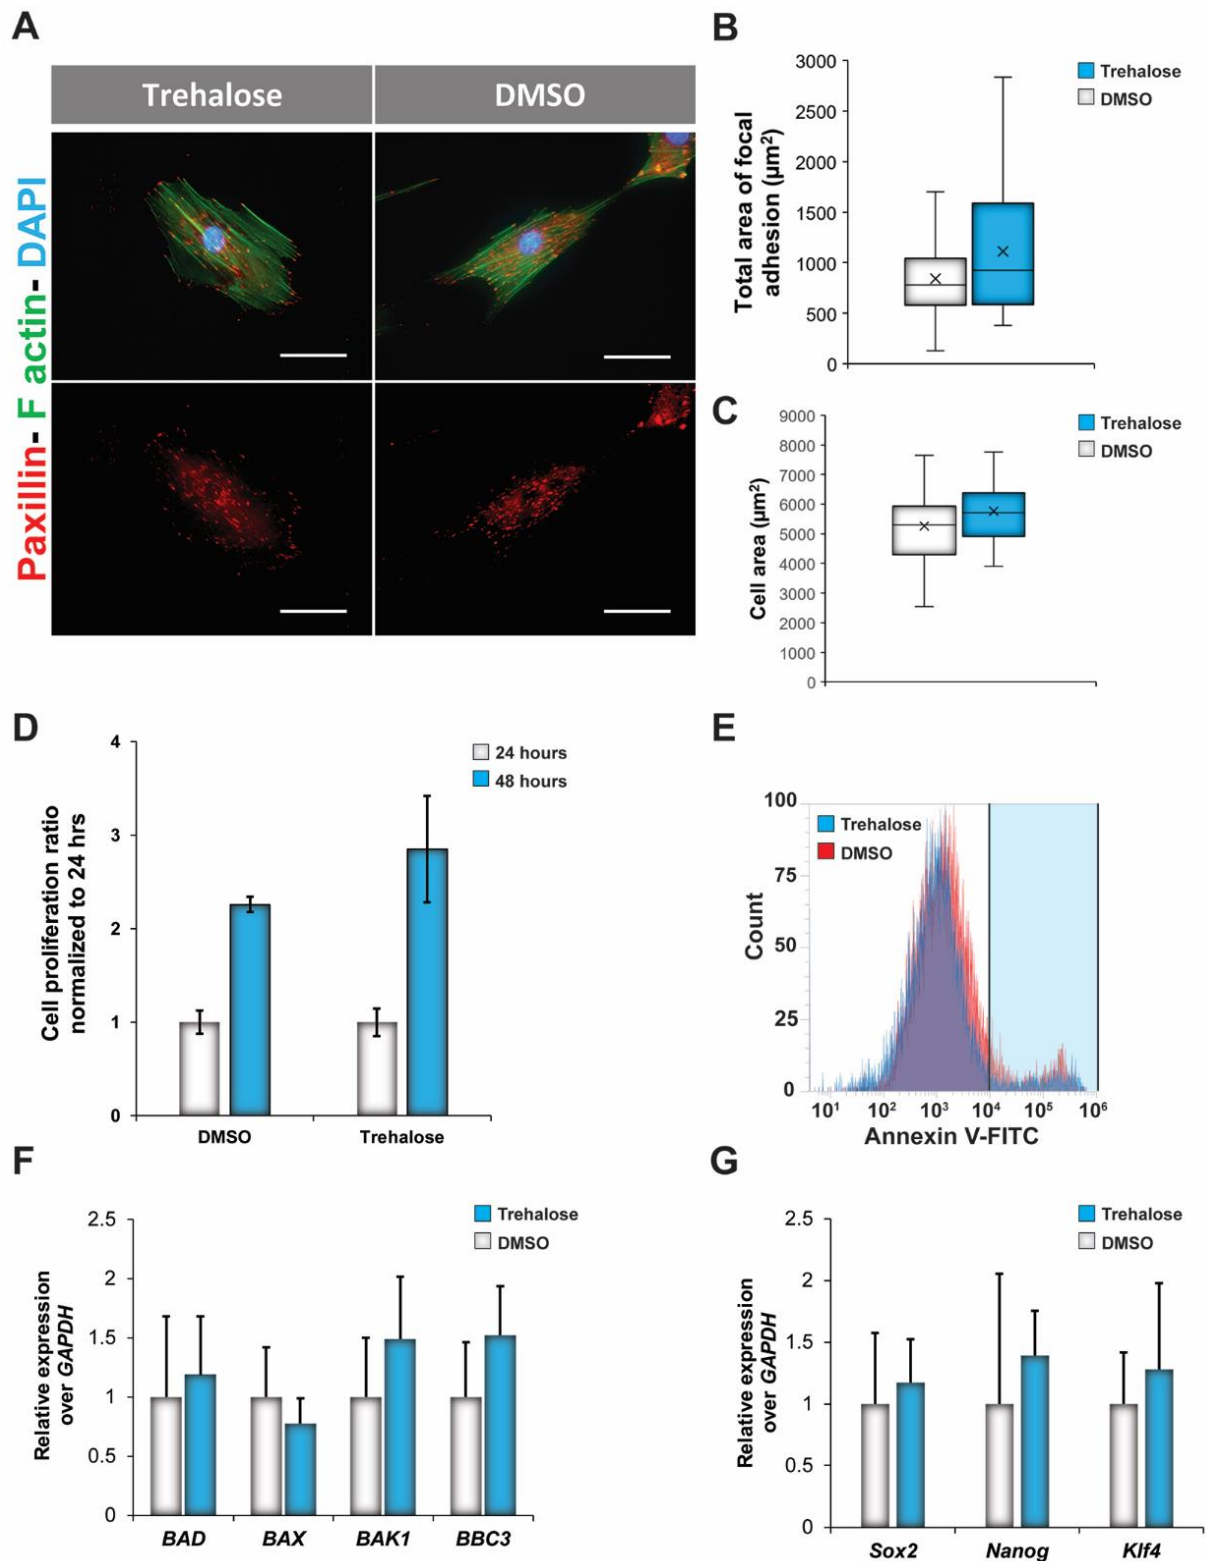 A
Trehalose
DMSO
Paxillin- F actin- DAPI
B
Total area of focal
adhesion (µm²)
3000
2500
2000
1500
1000
500
0
Trehalose
DMSO
C
Cell area (µm²)
9000
8000
7000
6000
5000
4000
3000
2000
1000
0
Trehalose
DMSO
D
Cell proliferation ratio
normalized to 24 hrs
4
3
2
1
0
24 hours
48 hours
DMSO
Trehalose
E
Count
100
75
50
25
0
Trehalose
DMSO
10¹ 10² 10³ 10⁴ 10⁵ 10⁶
Annexin V-FITC
F
Relative expression
over GAPDH
2.5
2
1.5
1
0.5
0
Trehalose
DMSO
BAD BAX BAK1 BBC3
G
Relative expression
over GAPDH
2.5
2
1.5
1
0.5
0
Trehalose
DMSO
Sox2 Nanog Klf4